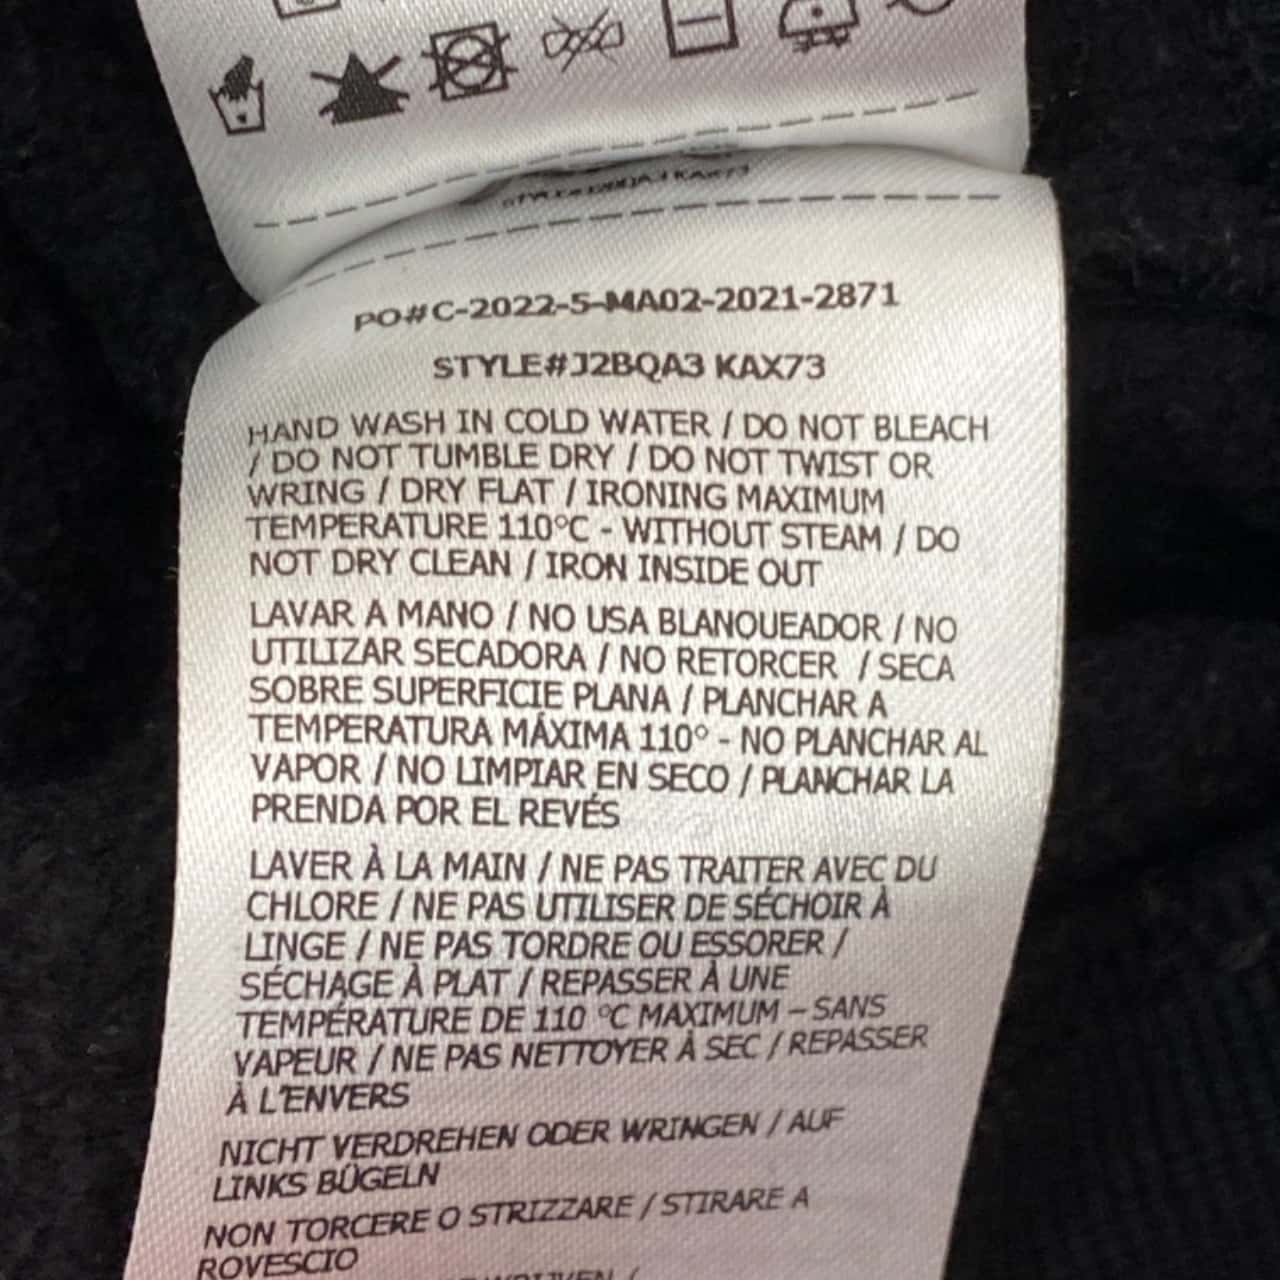 STYLE#J2BQA3 KAX73
PO#C-2022-5-MA02-2021-2871
STYLE#J2BQA3 KAX73
HAND WASH IN COLD WATER / DO NOT BLEACH
/ DO NOT TUMBLE DRY / DO NOT TWIST OR
WRING / DRY FLAT / IRONING MAXIMUM
TEMPERATURE 110°C - WITHOUT STEAM / DO
NOT DRY CLEAN / IRON INSIDE OUT
LAVAR A MANO / NO USA BLANQUEADOR / NO
UTILIZAR SECADORA / NO RETORCER / SECA
SOBRE SUPERFICIE PLANA / PLANCHAR A
TEMPERATURA MÁXIMA 110° - NO PLANCHAR AL
VAPOR / NO LIMPIAR EN SECO / PLANCHAR LA
PRENDA POR EL REVÉS
LAVER À LA MAIN / NE PAS TRAITER AVEC DU
CHLORE / NE PAS UTILISER DE SÉCHOIR À
LINGE / NE PAS TORDRE OU ESSORER /
SÉCHAGE À PLAT / REPASSER À UNE
TEMPÉRATURE DE 110 °C MAXIMUM – SANS
VAPEUR / NE PAS NETTOYER À SEC / REPASSER
À L'ENVERS
NICHT VERDREHEN ODER WRINGEN / AUF
LINKS BÜGELN
NON TORCERE O STRIZZARE / STIRARE A
ROVESCIO